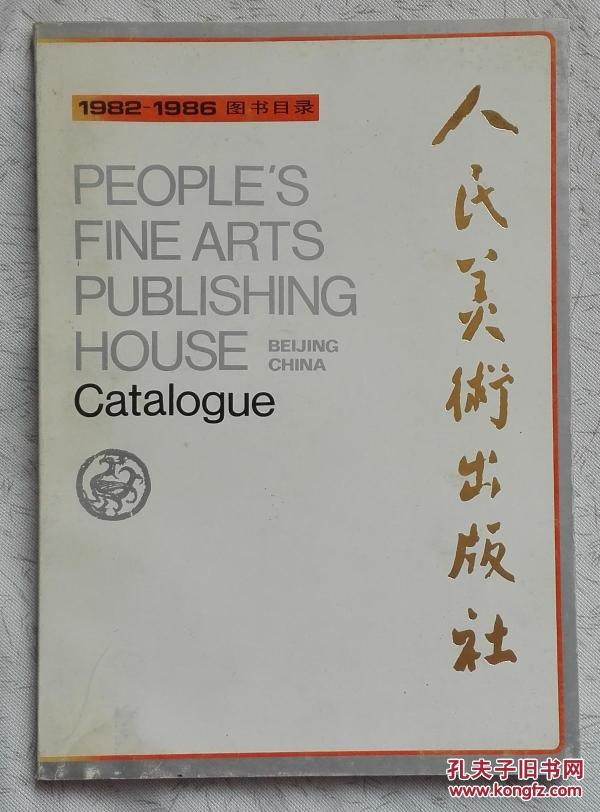 1982-1986 图书目录
PEOPLE'S
FINE ARTS
PUBLISHING
HOUSE BEIJING
CHINA
Catalogue
人民美術出版社
孔夫子旧书网
www.kongfz.com